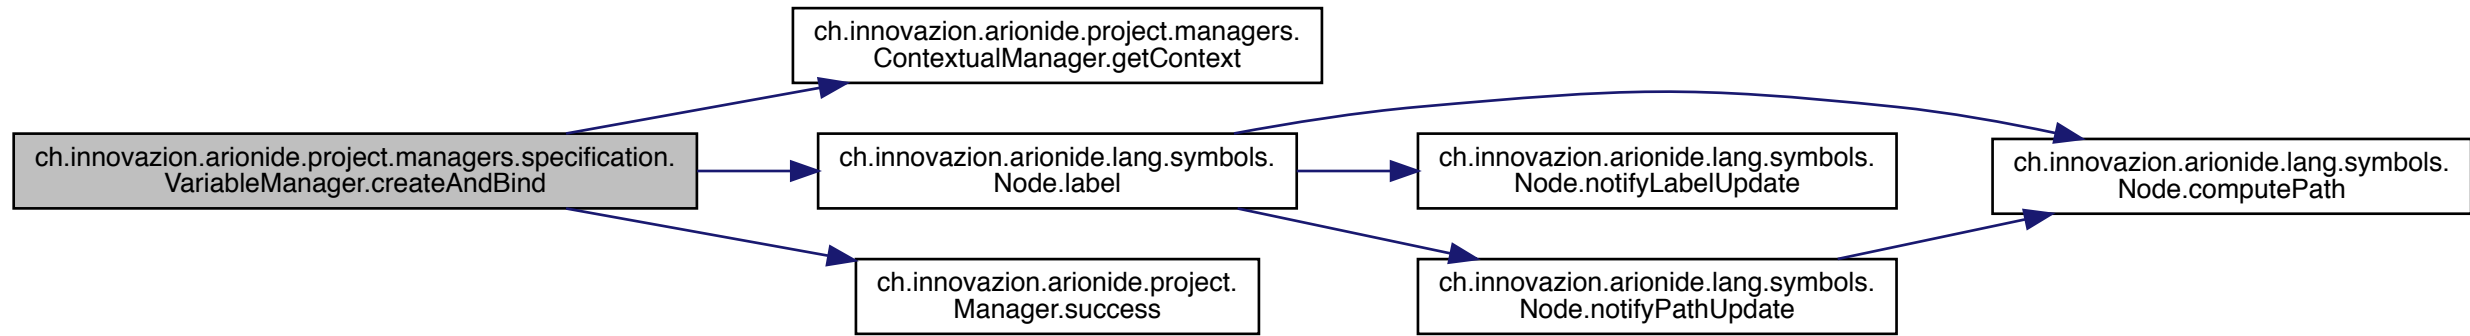 ch.innovazion.arionide.project.managers.
ContextualManager.getContext
ch.innovazion.arionide.project.managers.specification.
VariableManager.createAndBind
ch.innovazion.arionide.lang.symbols.
Node.label
ch.innovazion.arionide.lang.symbols.
Node.notifyLabelUpdate
ch.innovazion.arionide.lang.symbols.
Node.computePath
ch.innovazion.arionide.project.
Manager.success
ch.innovazion.arionide.lang.symbols.
Node.notifyPathUpdate